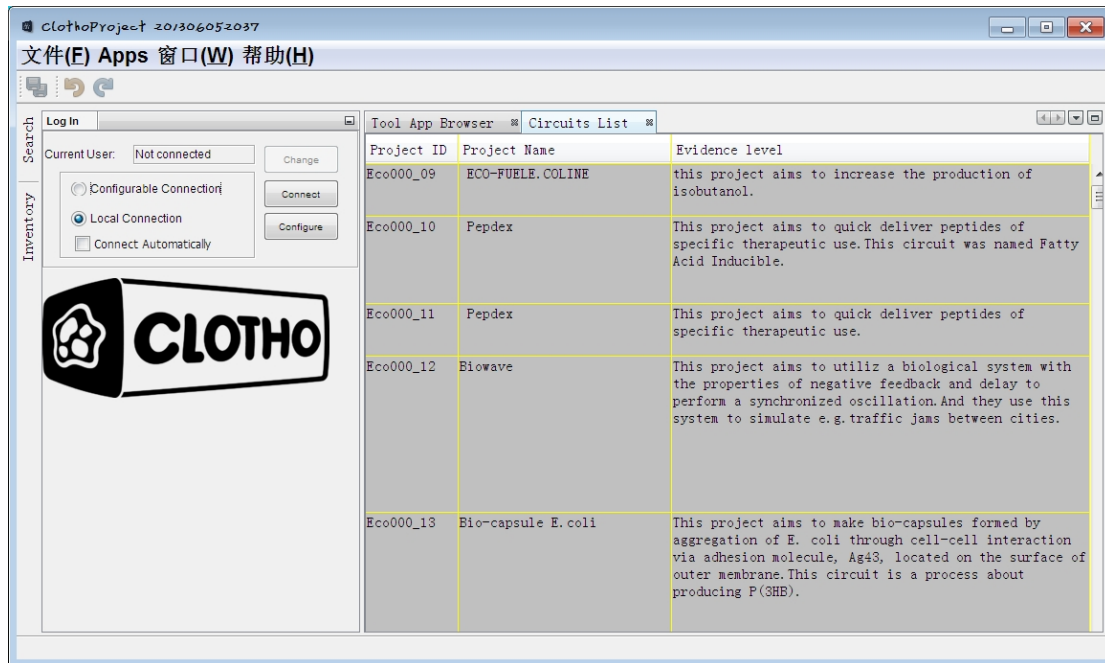 ClothoProject 201306052037
文件(F) Apps 窗口(W) 帮助(H)
Search
Inventory
Log In
Current User: Not connected
Change
Configurable Connection
Connect
Local Connection
Configure
Connect Automatically
CLOTHO
Tool App Browser Circuits List
Project ID Project Name Evidence level
Eco000_09 ECO-FUELE.COLINE this project aims to increase the production of
isobutanol.
Eco000_10 Pepdex This project aims to quick deliver peptides of
specific therapeutic use.This circuit was named Fatty
Acid Inducible.
Eco000_11 Pepdex This project aims to quick deliver peptides of
specific therapeutic use.
Eco000_12 Biowave This project aims to utiliz a biological system with
the properties of negative feedback and delay to
perform a synchronized oscillation.And they use this
system to simulate e.g.traffic jams between cities.
Eco000_13 Bio-capsule E.coli This project aims to make bio-capsules formed by
aggregation of E. coli through cell-cell interaction
via adhesion molecule, Ag43, located on the surface of
outer membrane.This circuit is a process about
producing P(3HB).